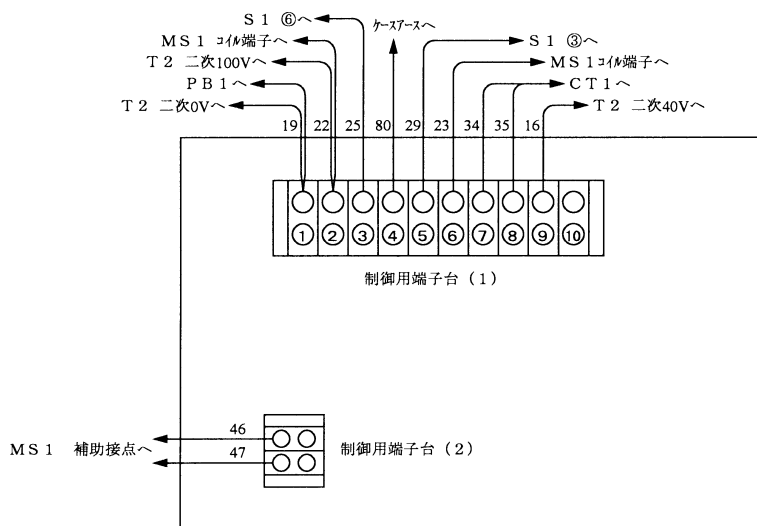 S1 ⑥へ
ケースアースへ
MS1 コイル端子へ
S1 ③へ
T2 二次100Vへ
MS1コイル端子へ
PB1へ
CT1へ
T2 二次0Vへ
T2 二次40Vへ
19 22 25 80 29 23 34 35 16
① ② ③ ④ ⑤ ⑥ ⑦ ⑧ ⑨ ⑩
制御用端子台(1)
46
MS1 補助接点へ
制御用端子台(2)
47